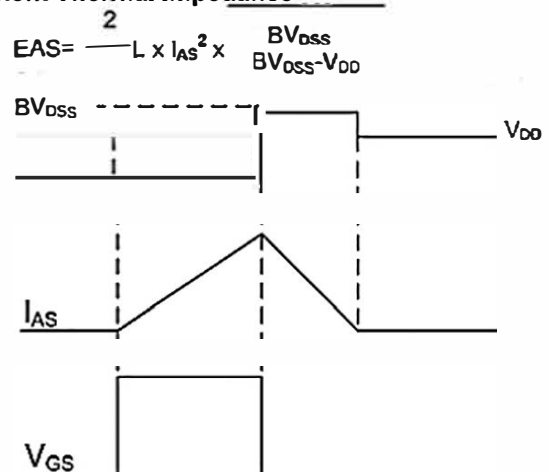 2
EAS= L x IAS² x BVDSS
BVDSS-VDD
BVDSS
VDD
IAS
VGS